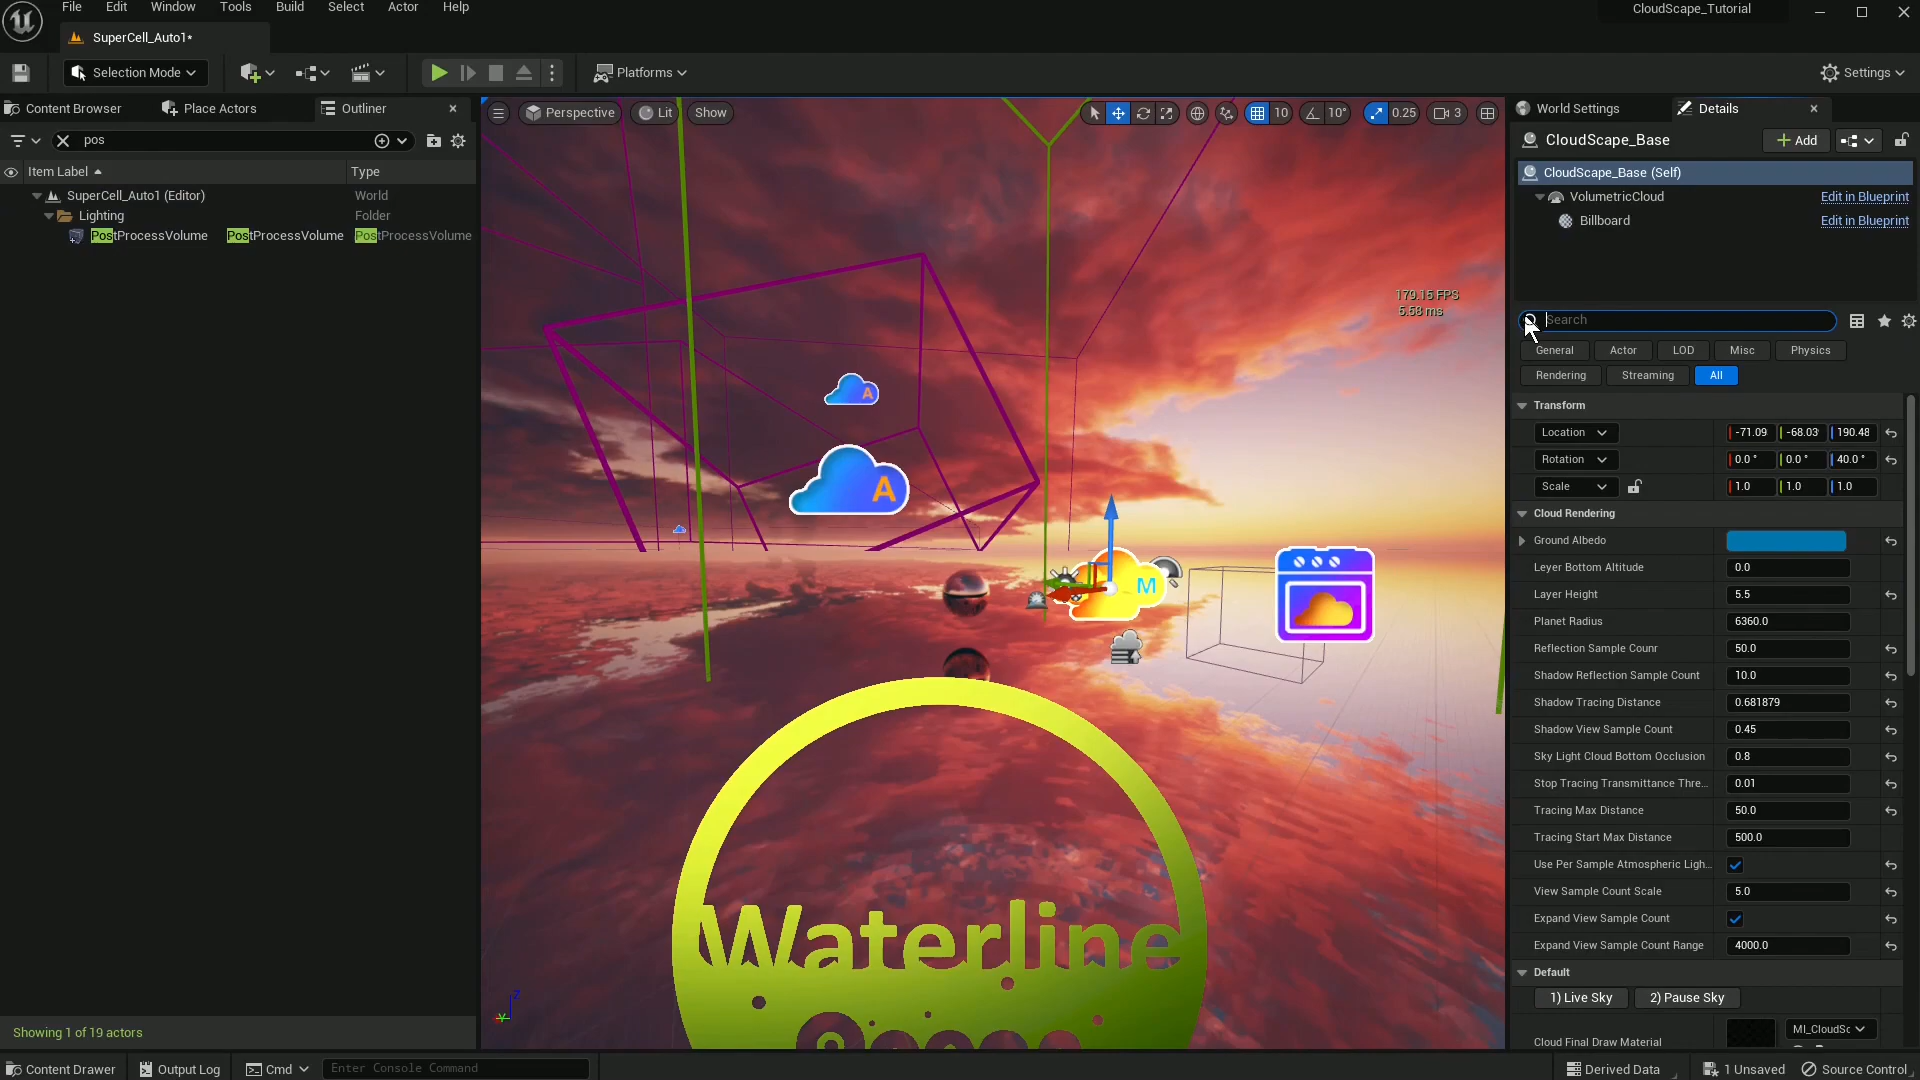 File Edit Window Tools Build Select Actor Help
CloudScape_Tutorial
SuperCell_Auto1*
Selection Mode
Platforms
Settings
Content Browser
Place Actors
Outliner
Perspective
Lit
Show
10
10°
0.25
3
World Settings
Details
pos
CloudScape_Base
Add
Item Label
Type
CloudScape_Base (Self)
SuperCell_Auto1 (Editor)
World
VolumetricCloud
Edit in Blueprint
Lighting
Folder
Billboard
Edit in Blueprint
PostProcessVolume
PostProcessVolume
PostProcessVolume
179.15 FPS
5.58 ms
Search
General Actor LOD Misc Physics
Rendering Streaming All
Transform
Location -71.09 -68.03 190.48
Rotation 0.0° 0.0° 40.0°
Scale 1.0 1.0 1.0
Cloud Rendering
Ground Albedo
Leyer Bottom Altitude 0.0
Layer Height 5.5
Planet Radius 6360.0
Reflection Sample Counr 50.0
Shadow Reflection Sample Count 10.0
Shadow Tracing Distance 0.681879
Shadow View Sample Count 0.45
Sky Light Cloud Bottom Occlusion 0.8
Stop Tracing Transmittance Thre... 0.01
Tracing Max Distance 50.0
Tracing Start Max Distance 500.0
Use Per Sample Atmospheric Ligh...
View Sample Count Scale 5.0
Expand View Sample Count
Expand View Sample Count Range 4000.0
Default
1) Live Sky
2) Pause Sky
Cloud Final Draw Material
MI_CloudSc
A
A
M
Waterline
Z
Y
Showing 1 of 19 actors
Content Drawer
Output Log
Cmd
Enter Console Command
Derived Data
1 Unsaved
Source Control